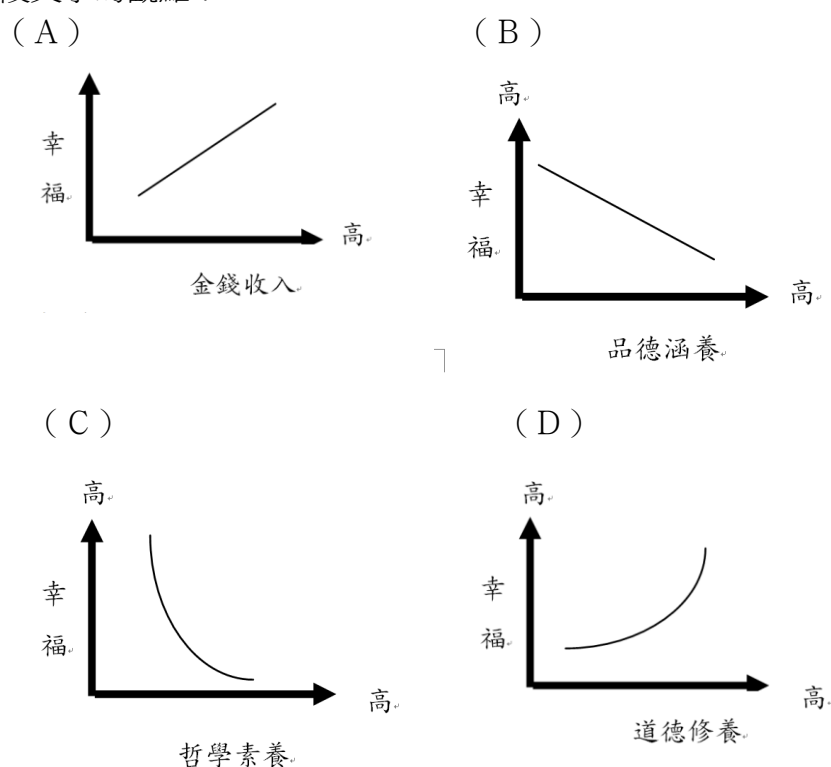 （A）
幸
福
高
金錢收入
（B）
高
幸
福
高
品德涵養
（C）
高
幸
福
高
哲學素養
（D）
高
幸
福
高
道德修養